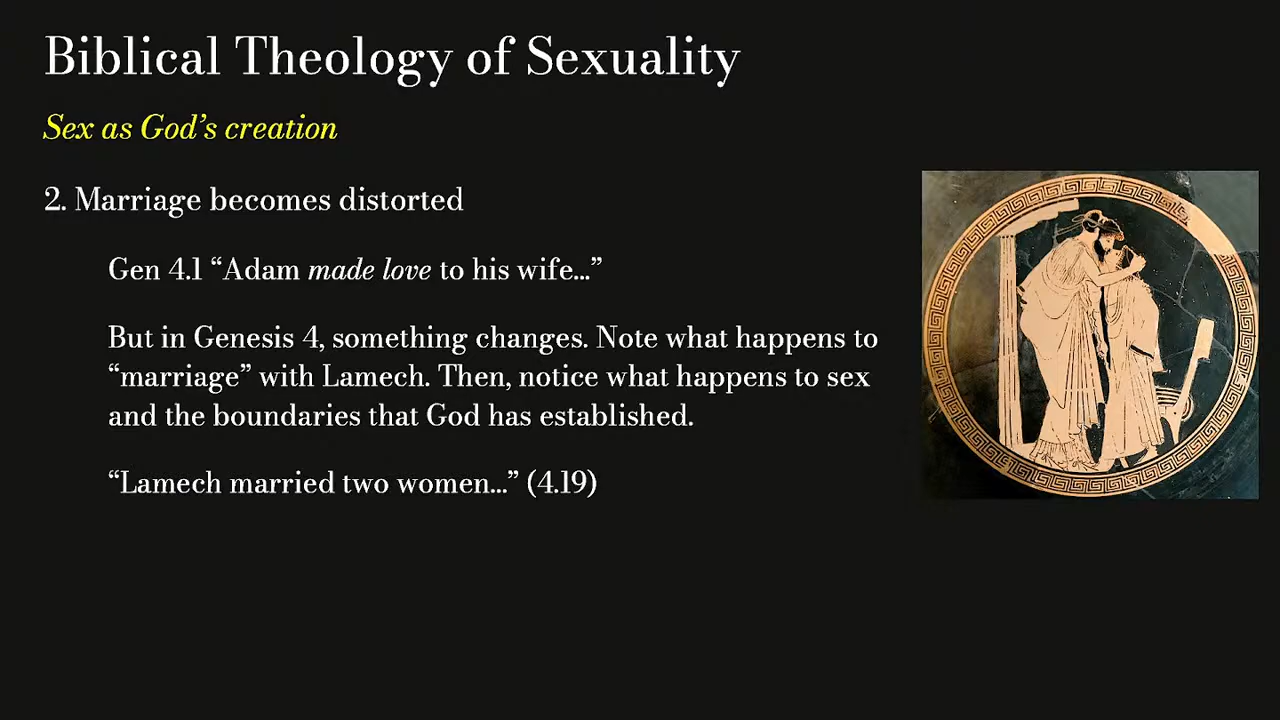 Biblical Theology of Sexuality
Sex as God’s creation
2. Marriage becomes distorted
Gen 4.1 “Adam made love to his wife...”
But in Genesis 4, something changes. Note what happens to
“marriage” with Lamech. Then, notice what happens to sex
and the boundaries that God has established.
“Lamech married two women...” (4.19)